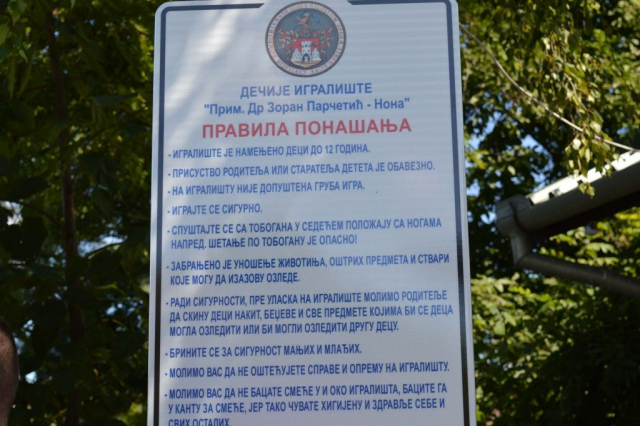 ДЕЧИЈЕ ИГРАЛИШТЕ
"Прим. Др Зоран Парчетић - Нона"
ПРАВИЛА ПОНАШАЊА
- ИГРАЛИШТЕ ЈЕ НАМЕЊЕНО ДЕЦИ ДО 12 ГОДИНА.
- ПРИСУСТВО РОДИТЕЉА ИЛИ СТАРАТЕЉА ДЕТЕТА ЈЕ ОБАВЕЗНО.
- НА ИГРАЛИШТУ НИЈЕ ДОПУШТЕНА ГРУБА ИГРА.
- ИГРАЈТЕ СЕ СИГУРНО.
- СПУШТАЈТЕ СЕ СА ТОБОГАНА У СЕДЕЋЕМ ПОЛОЖАЈУ СА НОГАМА
НАПРЕД. ШЕТАЊЕ ПО ТОБОГАНУ ЈЕ ОПАСНО!
- ЗАБРАЊЕНО ЈЕ УНОШЕЊЕ ЖИВОТИЊА, ОШТРИХ ПРЕДМЕТА И СТВАРИ
КОЈЕ МОГУ ДА ИЗАЗОВУ ОЗЛЕДЕ.
- РАДИ СИГУРНОСТИ, ПРЕ УЛАСКА НА ИГРАЛИШТЕ МОЛИМО РОДИТЕЉЕ
ДА СКИНУ ДЕЦИ НАКИТ, БЕЏЕВЕ И СВЕ ПРЕДМЕТЕ КОЈИМА БИ СЕ ДЕЦА
МОГЛА ОЗЛЕДИТИ ИЛИ БИ МОГЛИ ОЗЛЕДИТИ ДРУГУ ДЕЦУ.
- БРИНИТЕ СЕ ЗА СИГУРНОСТ МАЊИХ И МЛАЂИХ.
- МОЛИМО ВАС ДА НЕ ОШТЕЋУЈЕТЕ СПРАВЕ И ОПРЕМУ НА ИГРАЛИШТУ.
- МОЛИМО ВАС ДА НЕ БАЦАТЕ СМЕЋЕ У И ОКО ИГРАЛИШТА, БАЦИТЕ ГА
У КАНТУ ЗА СМЕЋЕ, ЈЕР ТАКО ЧУВАТЕ ХИГИЈЕНУ И ЗДРАВЉЕ СЕБЕ И
СВИХ ОСТАЛИХ.